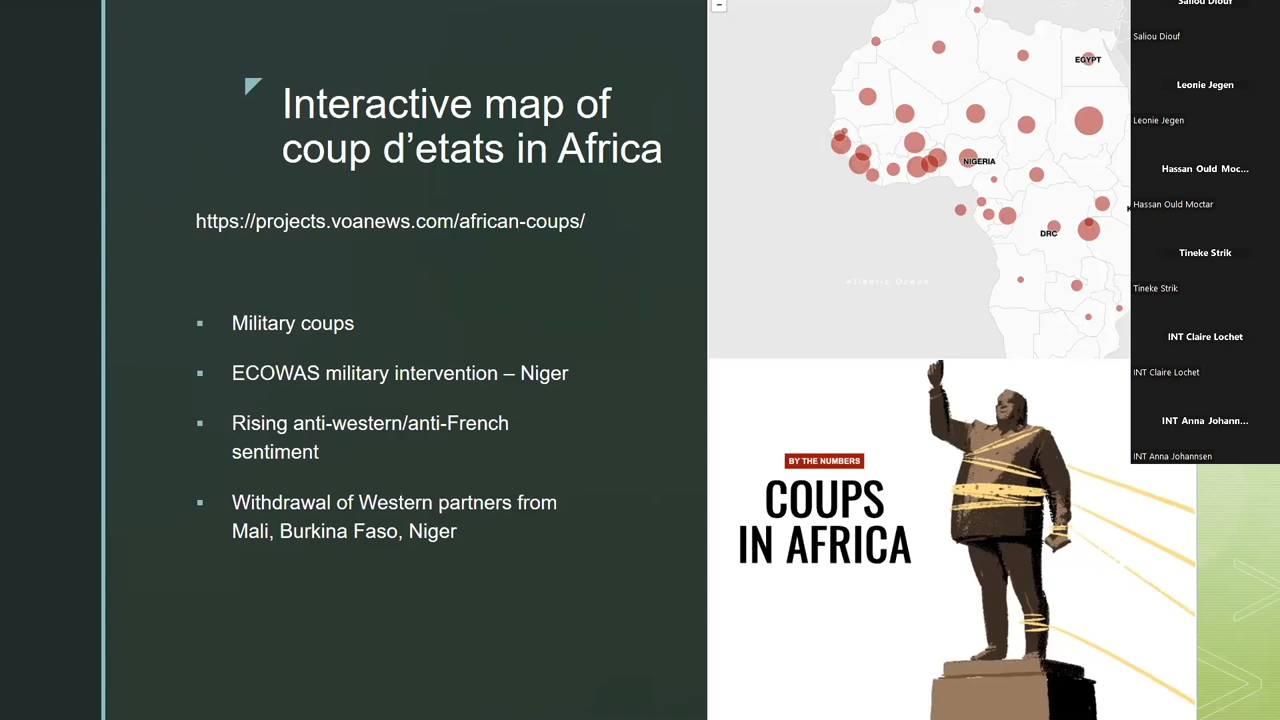 Interactive map of
coup d’etats in Africa
https://projects.voanews.com/african-coups/
Military coups
ECOWAS military intervention – Niger
Rising anti-western/anti-French
sentiment
Withdrawal of Western partners from
Mali, Burkina Faso, Niger
EGYPT
NIGERIA
DRC
Atlantic Ocean
BY THE NUMBERS
COUPS
IN AFRICA
Saliou Diouf
Saliou Diouf
Leonie Jegen
Leonie Jegen
Hassan Ould Moc...
Hassan Ould Moctar
Tineke Strik
Tineke Strik
INT Claire Lochet
INT Claire Lochet
INT Anna Johann...
INT Anna Johannsen